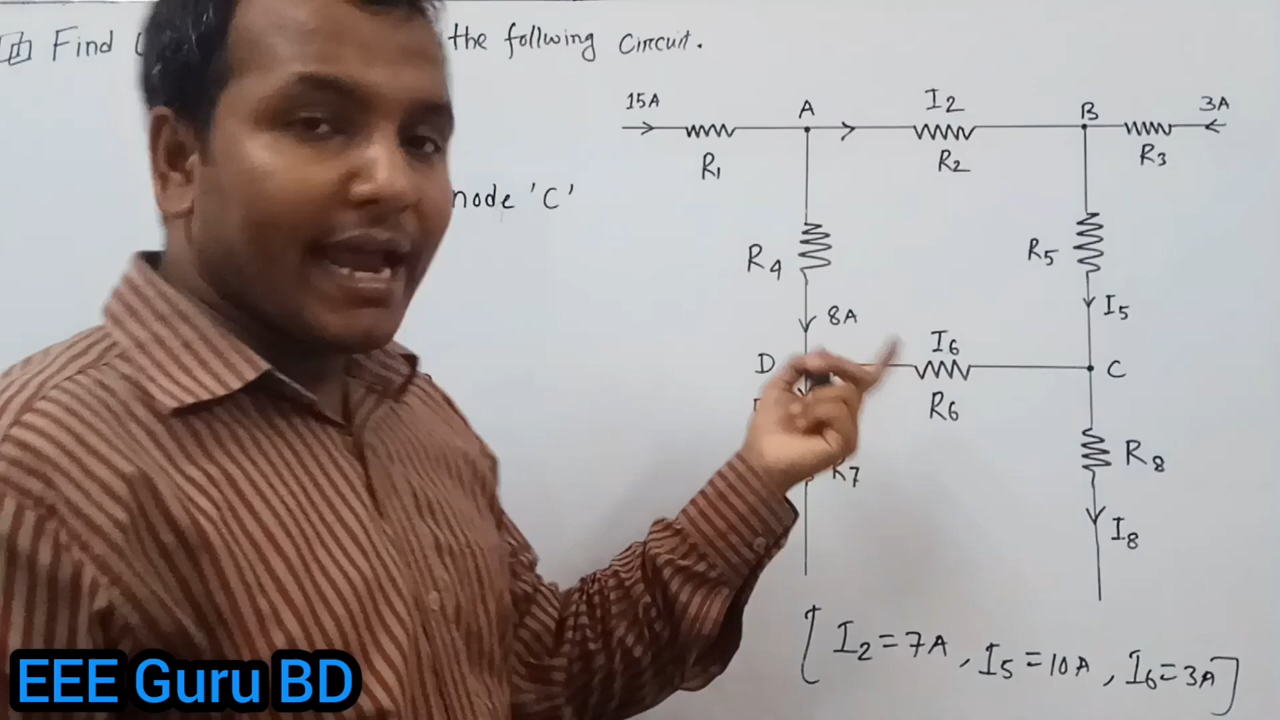 Find the follwing Circuit.
node 'C'
15A A I2 B 3A
R1 R2 R3
R4 R5
8A I5
D I6 C
R6
R7 R8
I8
[I2=7A, I5=10A, I6=3A]
EEE Guru BD